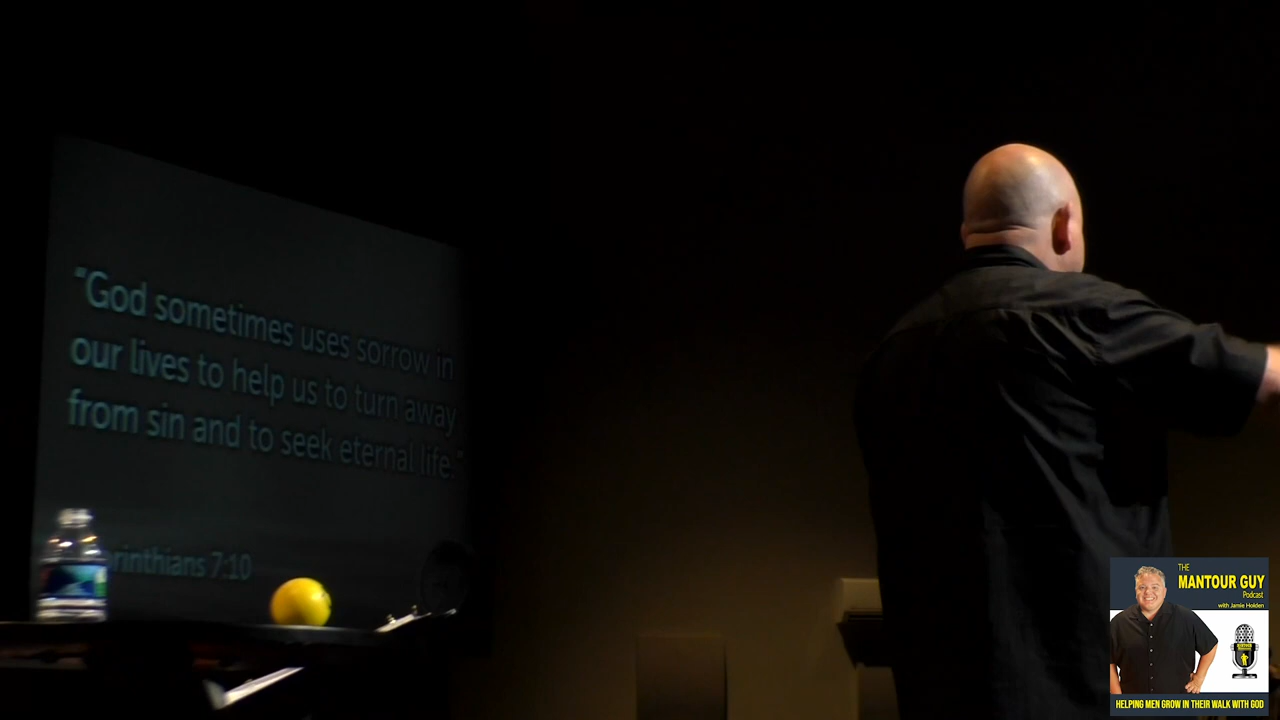 “God sometimes uses sorrow in
our lives to help us to turn away
from sin and to seek eternal life.”
rinthians 7:10
THE
MANTOUR GUY
Podcast
with Jamie Holden
HELPING MEN GROW IN THEIR WALK WITH GOD